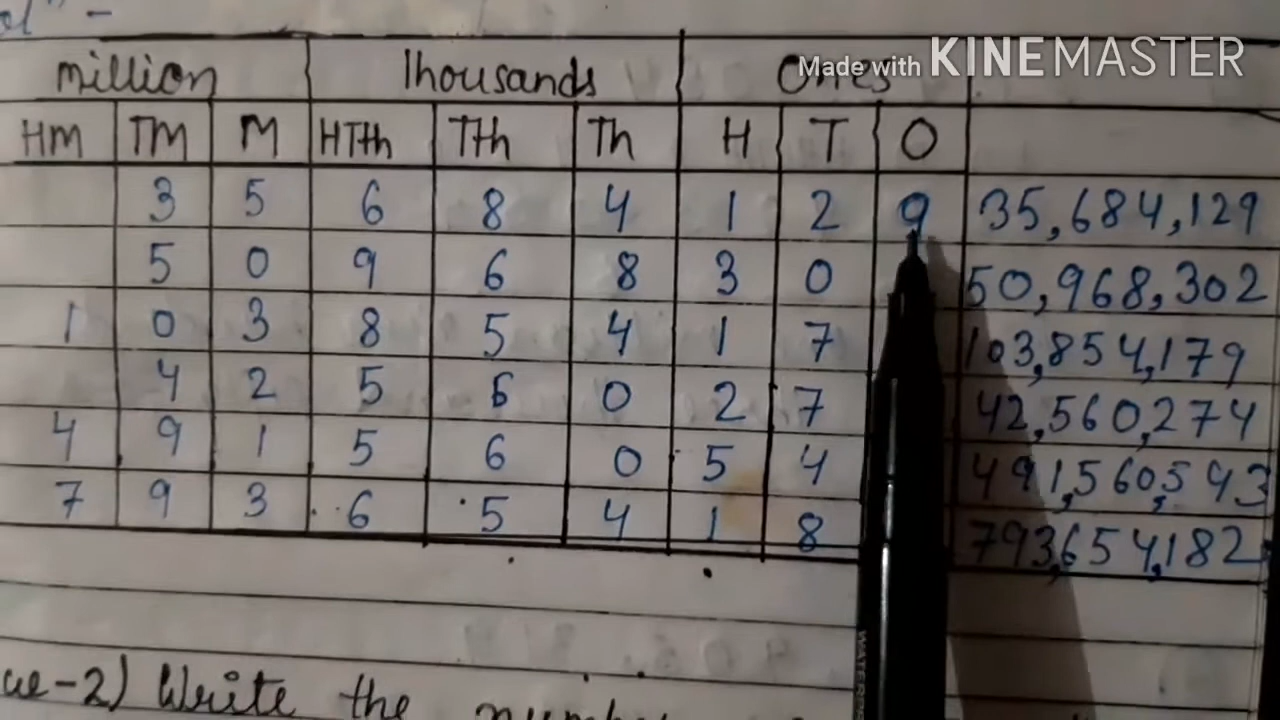 Made with KINEMASTER
million Thousands Ones
HM TM M HTth Tth Th H T O
3 5 6 8 4 1 2 9 35,684,129
5 0 9 6 8 3 0 50,968,302
1 0 3 8 5 4 1 7 103,854,179
4 2 5 6 0 2 7 42,560,274
4 9 1 5 6 0 5 4 491,560,543
7 9 3 6 5 4 1 8 793,654,182
-2) Write the